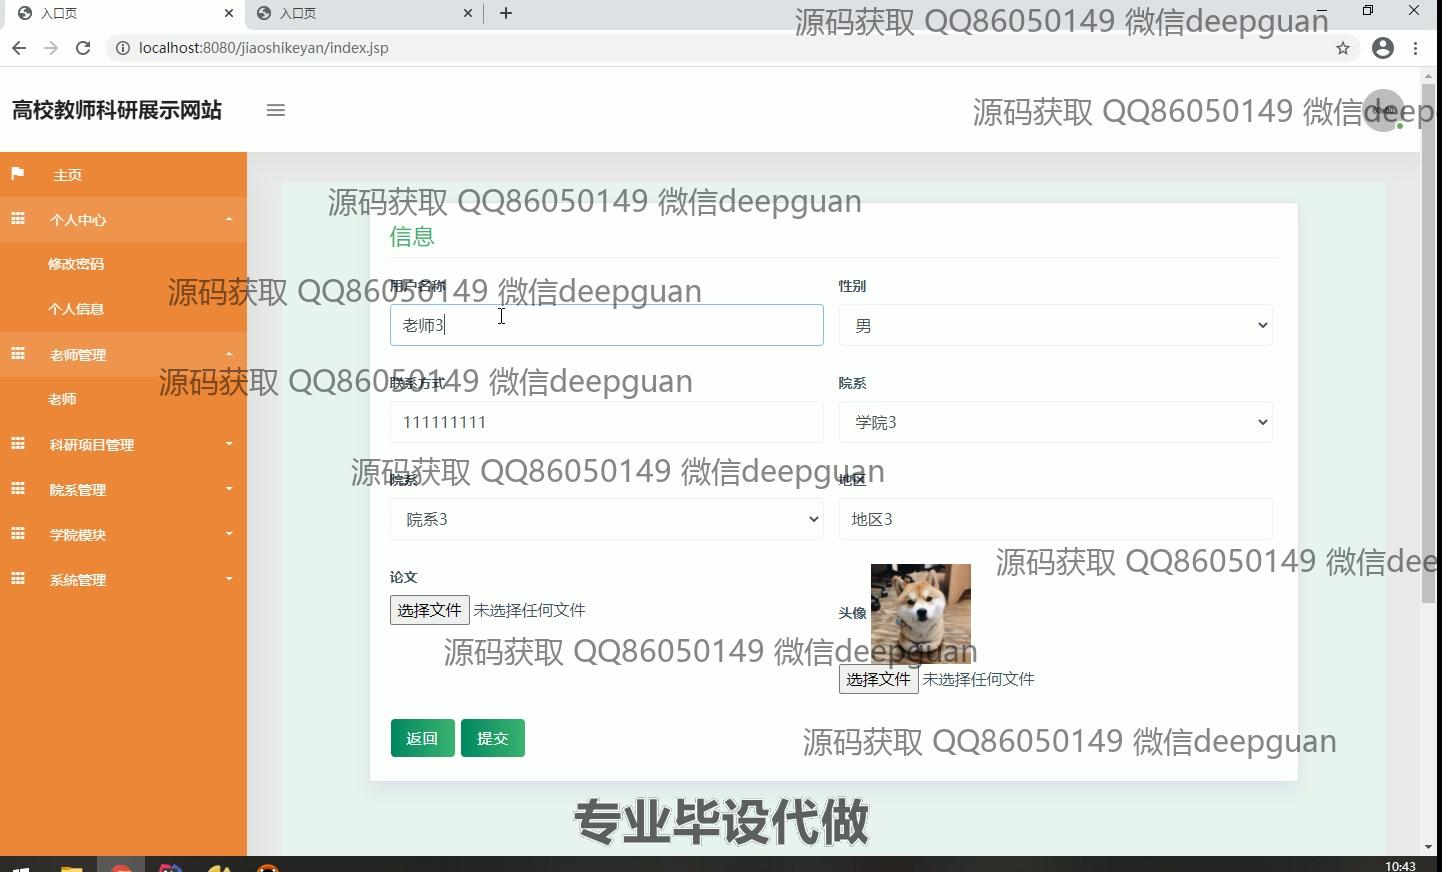 入口页
入口页
源码获取 QQ86050149 微信deepguan
localhost:8080/jiaoshikeyan/index.jsp
高校教师科研展示网站
源码获取 QQ86050149 微信deep
主页
个人中心
修改密码
个人信息
老师管理
老师
科研项目管理
院系管理
学院模块
系统管理
源码获取 QQ86050149 微信deepguan
信息
源码获取 QQ86050149 微信deepguan
用户名称
性别
老师3
男
源码获取 QQ86050149 微信deepguan
联系方式
院系
111111111
学院3
源码获取 QQ86050149 微信deepguan
院系
地区
院系3
地区3
源码获取 QQ86050149 微信dee
论文
选择文件 未选择任何文件
头像
源码获取 QQ86050149 微信deepguan
选择文件 未选择任何文件
返回
提交
源码获取 QQ86050149 微信deepguan
专业毕设代做
10:43